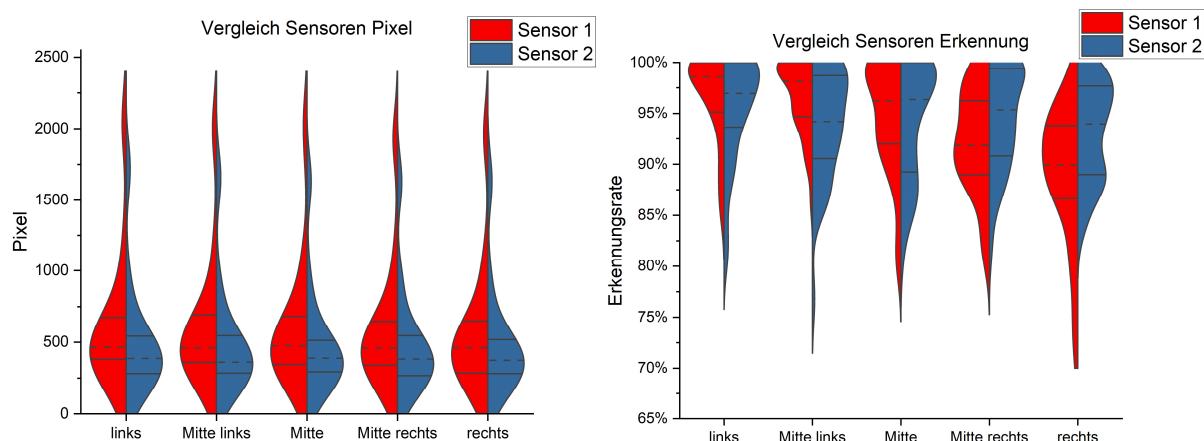 Vergleich Sensoren Pixel
Sensor 1
Sensor 2
2500
2000
1500
1000
500
0
Pixel
links
Mitte links
Mitte
Mitte rechts
rechts
Vergleich Sensoren Erkennung
Sensor 1
Sensor 2
100%
95%
90%
85%
80%
75%
70%
65%
Erkennungsrate
links
Mitte links
Mitte
Mitte rechts
rechts